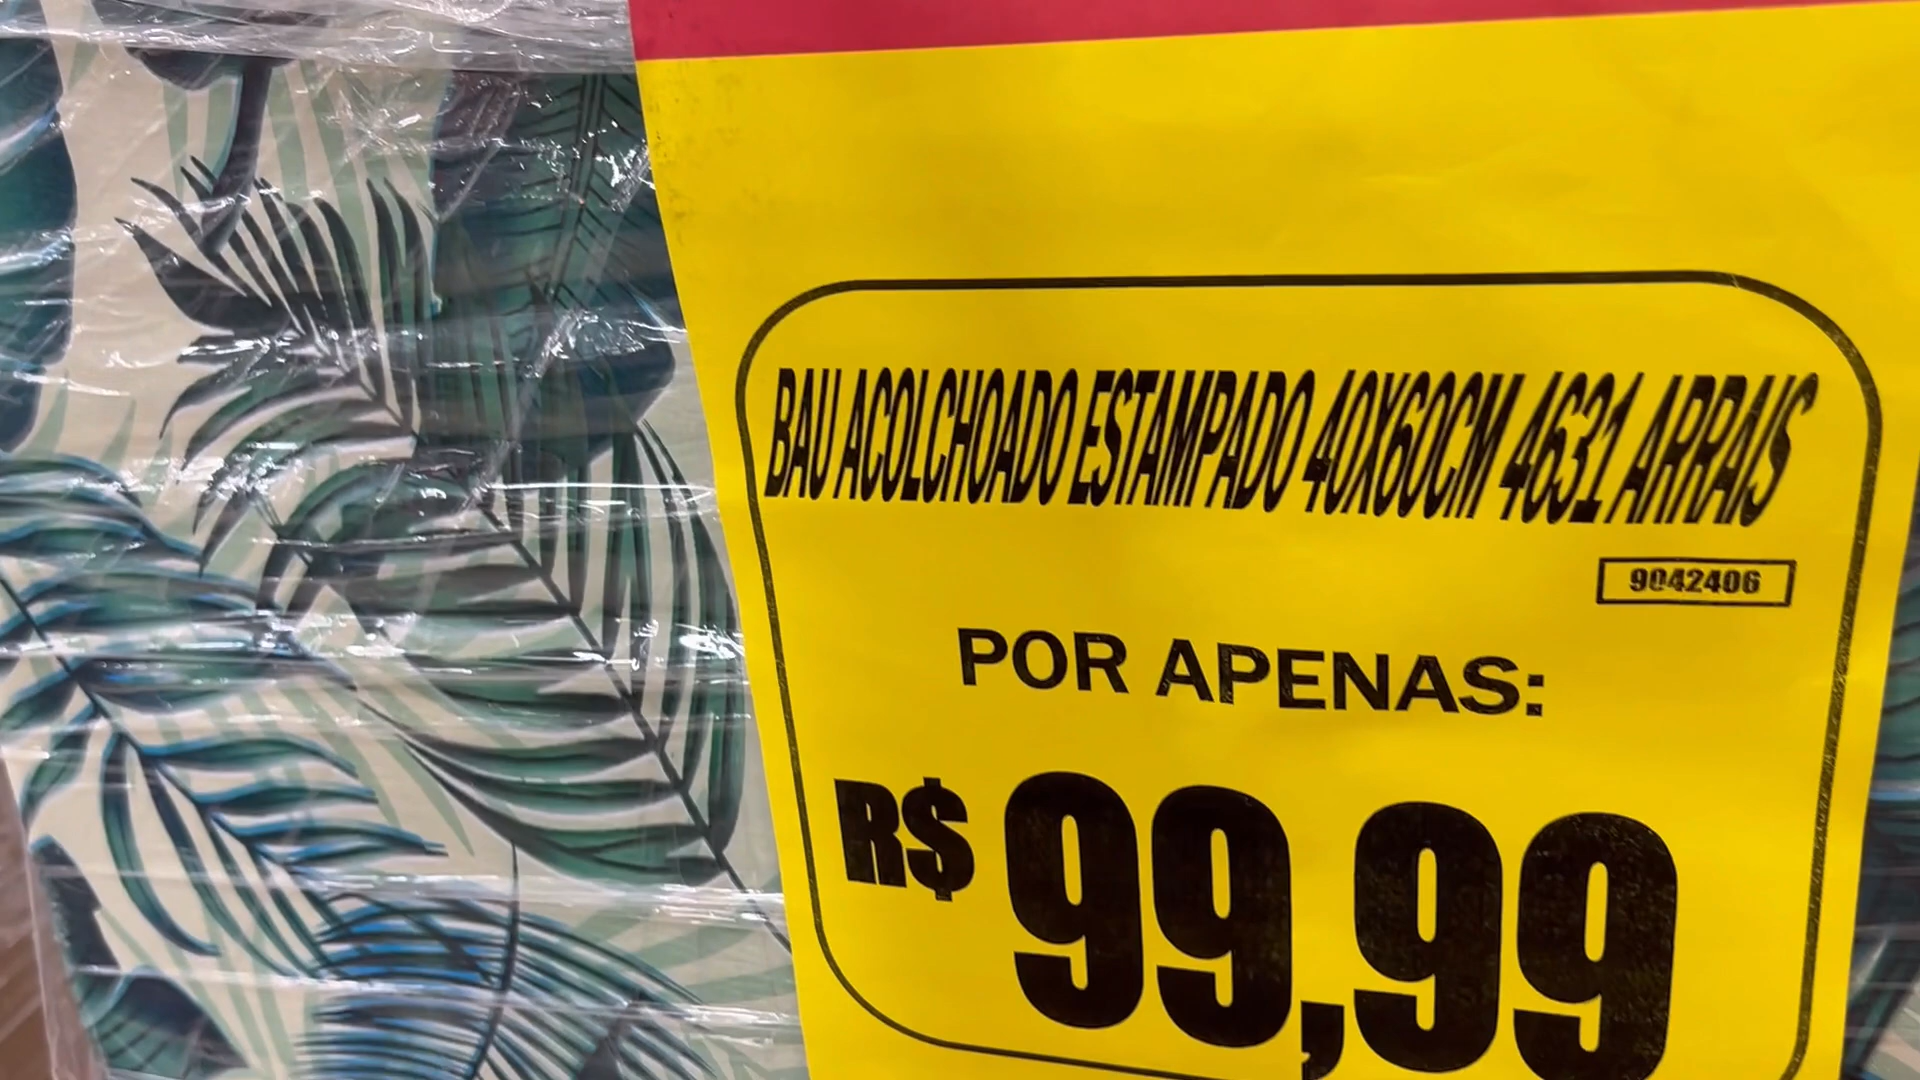 BAU ACOLCHOADO ESTAMPADO 40X60CM 4631 ARRAIS
9042406
POR APENAS:
R$ 99,99